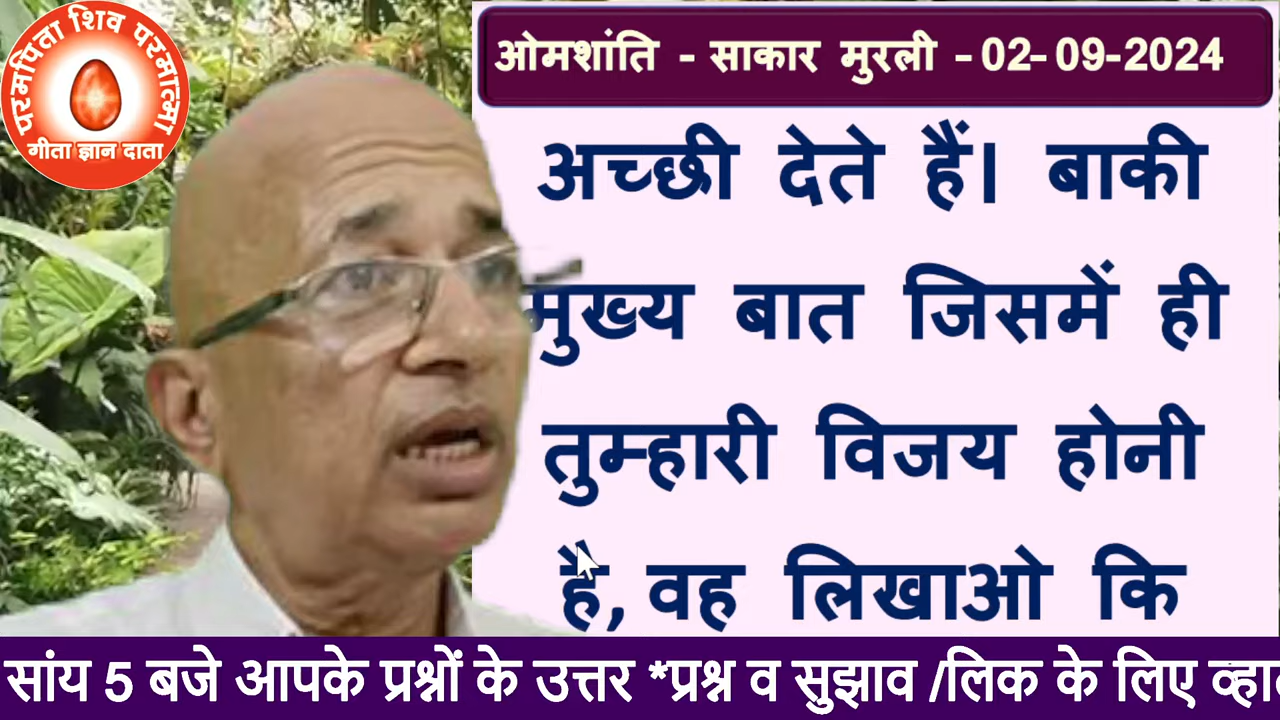 परमपिता शिव परमात्मा
गीता ज्ञान दाता
ओमशांति - साकार मुरली - 02-09-2024
अच्छी देते हैं। बाकी
मुख्य बात जिसमें ही
तुम्हारी विजय होनी
है, वह लिखाओ कि
सांय 5 बजे आपके प्रश्नों के उत्तर *प्रश्न व सुझाव /लिक के लिए